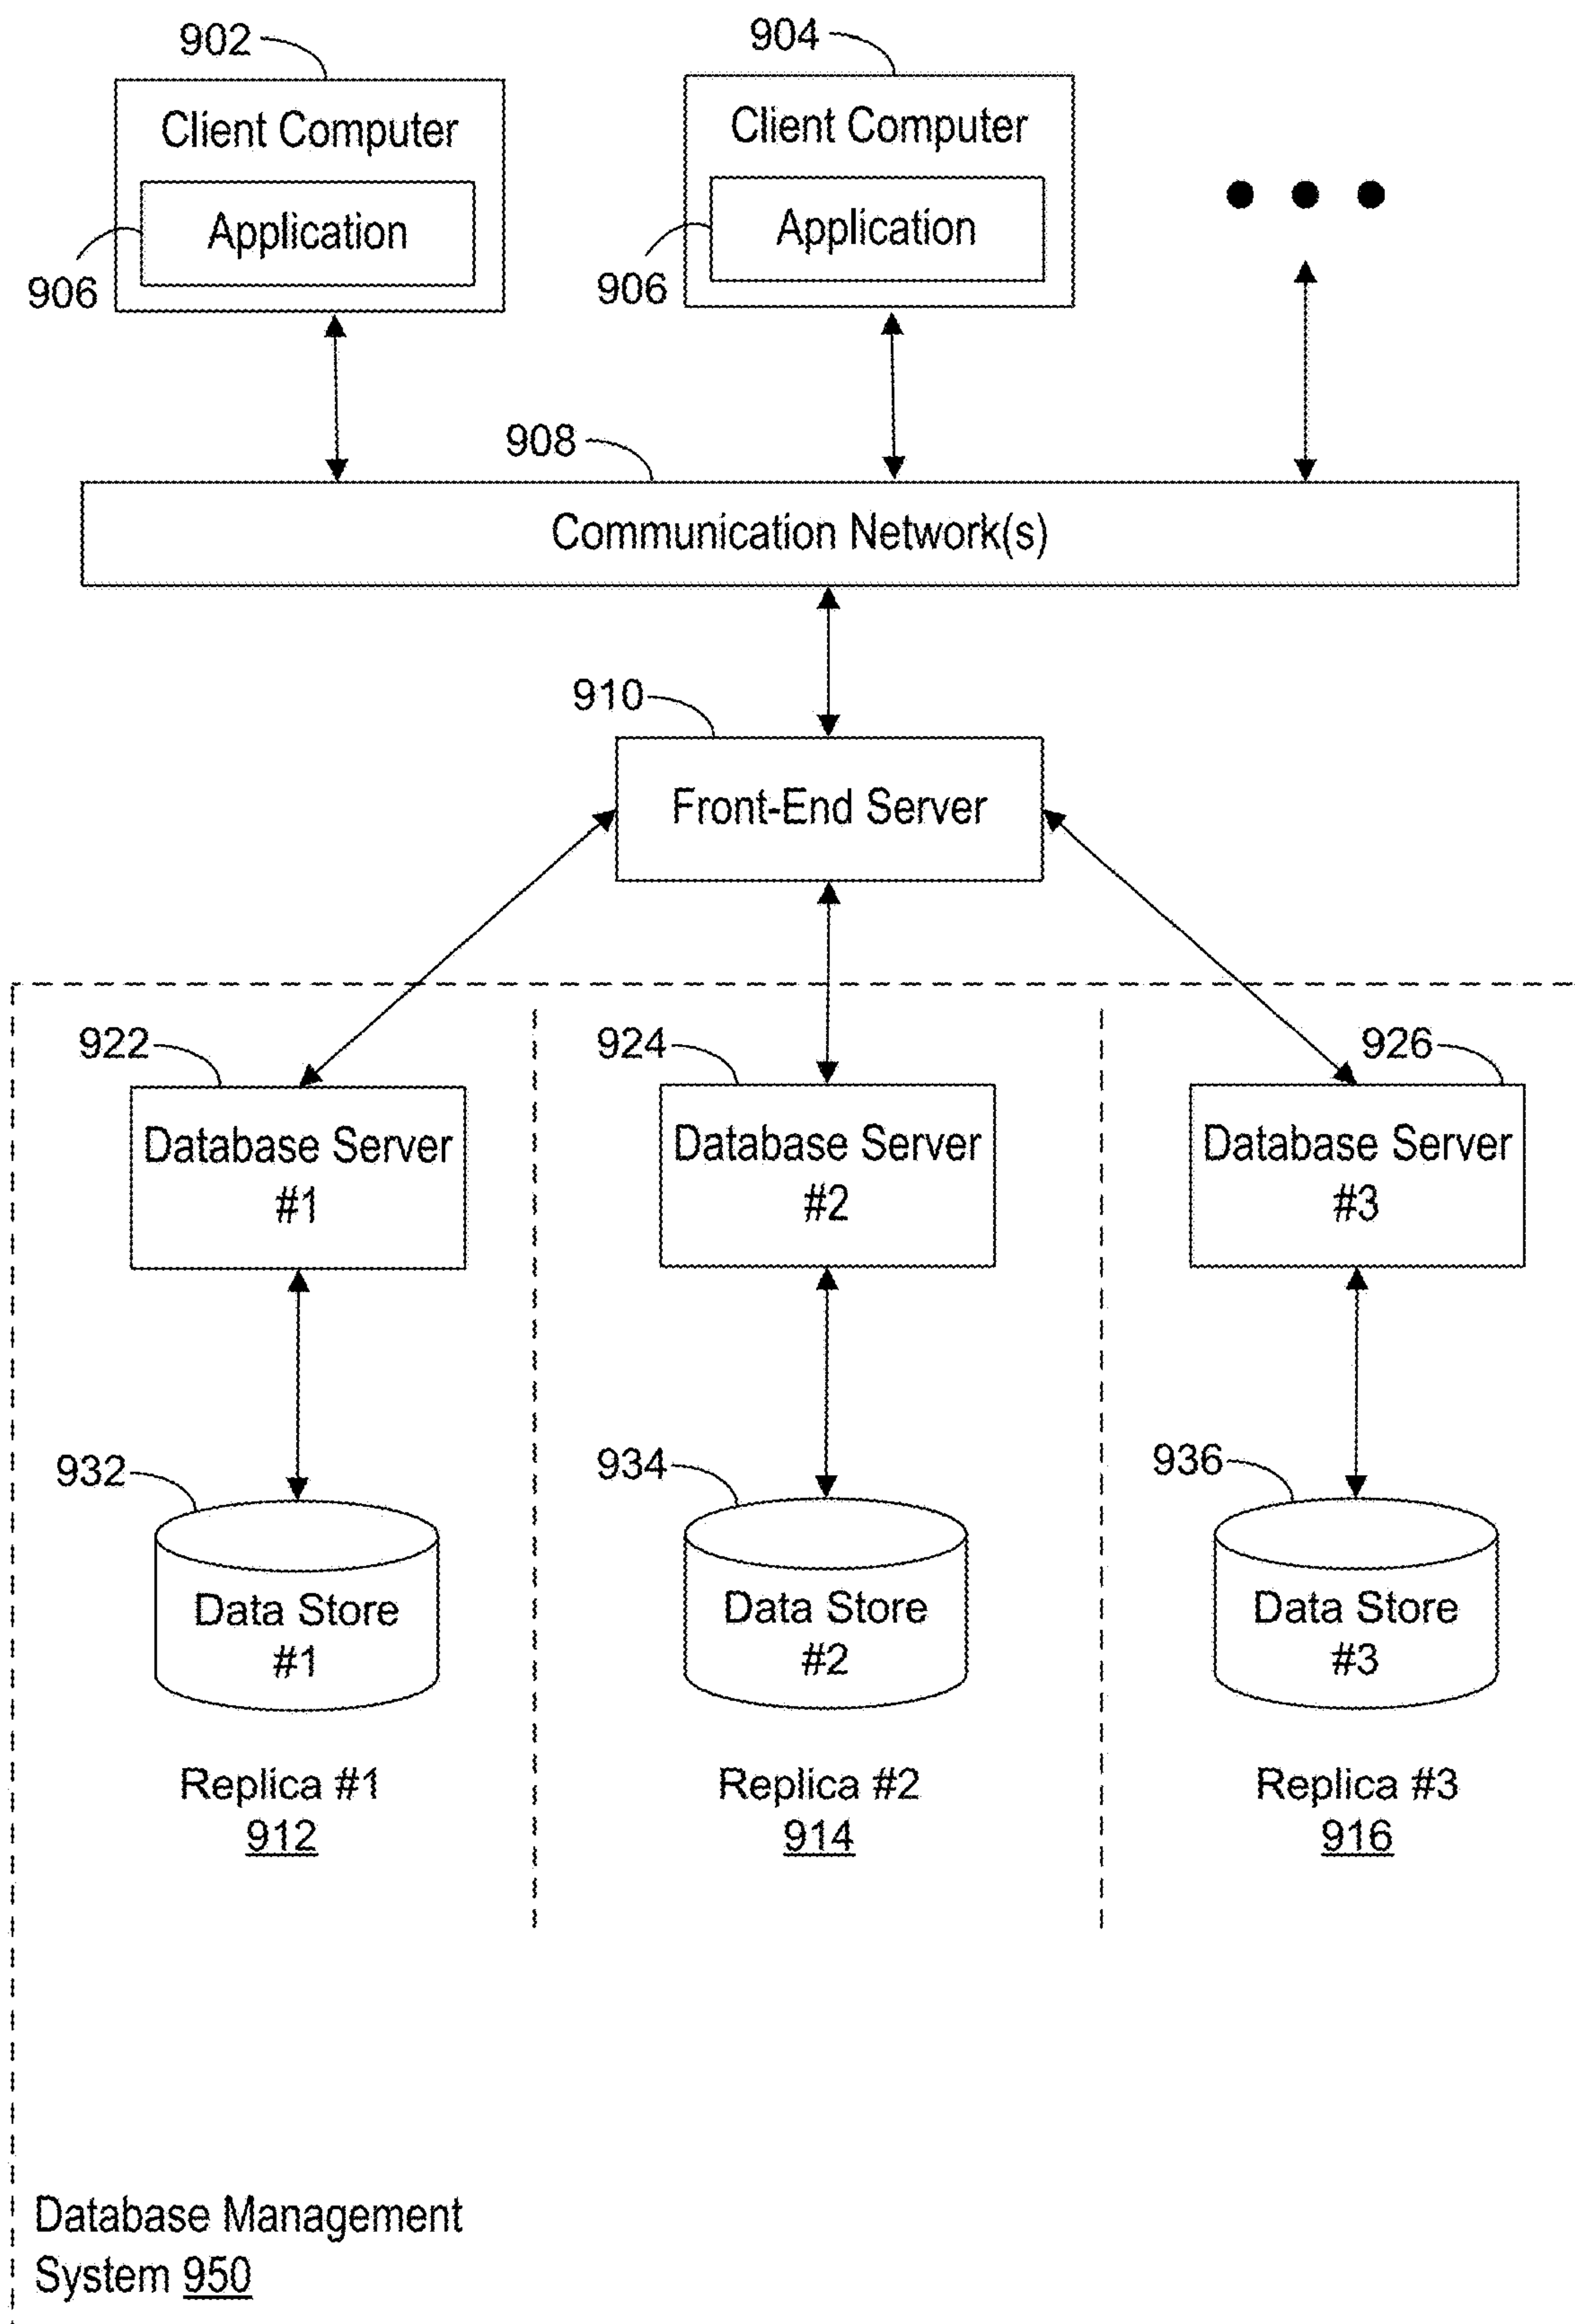 902
904
Client Computer
Client Computer
Application
Application
906
906
908
Communication Network(s)
910
Front-End Server
922
924
926
Database Server
#1
Database Server
#2
Database Server
#3
932
934
936
Data Store
#1
Data Store
#2
Data Store
#3
Replica #1
912
Replica #2
914
Replica #3
916
Database Management
System 950